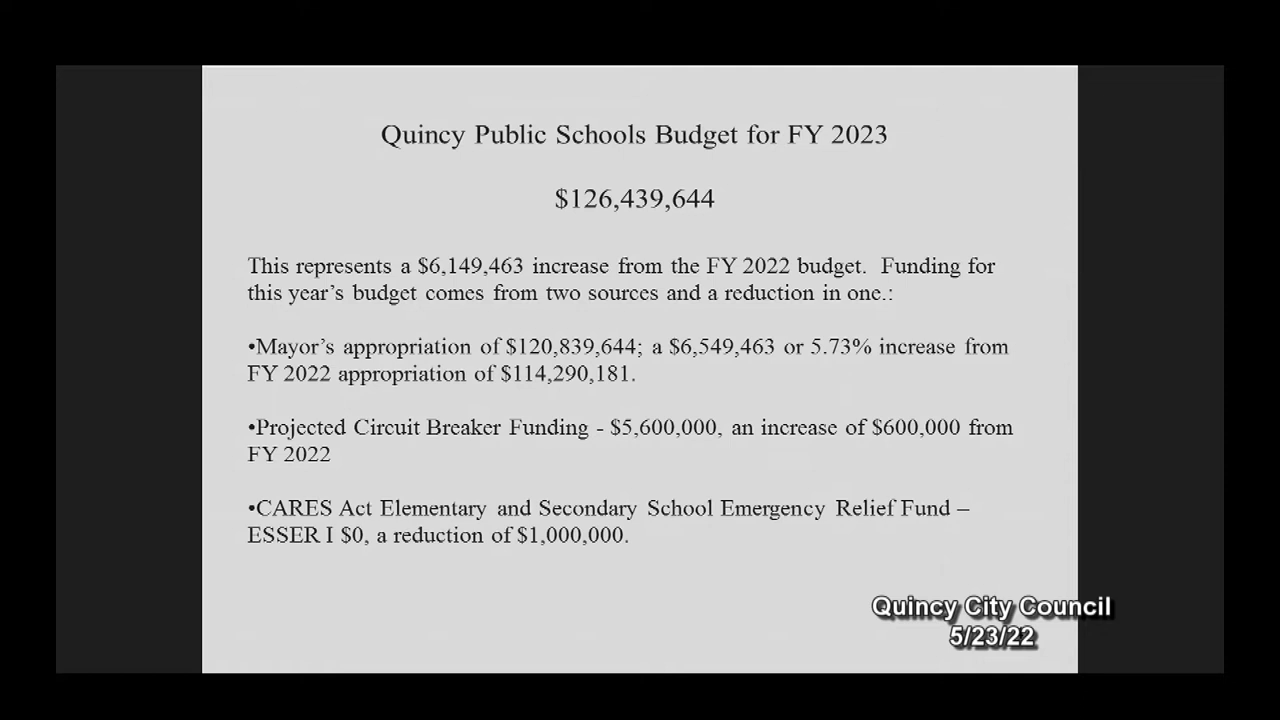 Quincy Public Schools Budget for FY 2023
$126,439,644
This represents a $6,149,463 increase from the FY 2022 budget.  Funding for
this year’s budget comes from two sources and a reduction in one.:
•Mayor’s appropriation of $120,839,644; a $6,549,463 or 5.73% increase from
FY 2022 appropriation of $114,290,181.
•Projected Circuit Breaker Funding - $5,600,000, an increase of $600,000 from
FY 2022
•CARES Act Elementary and Secondary School Emergency Relief Fund –
ESSER I $0, a reduction of $1,000,000.
Quincy City Council
5/23/22